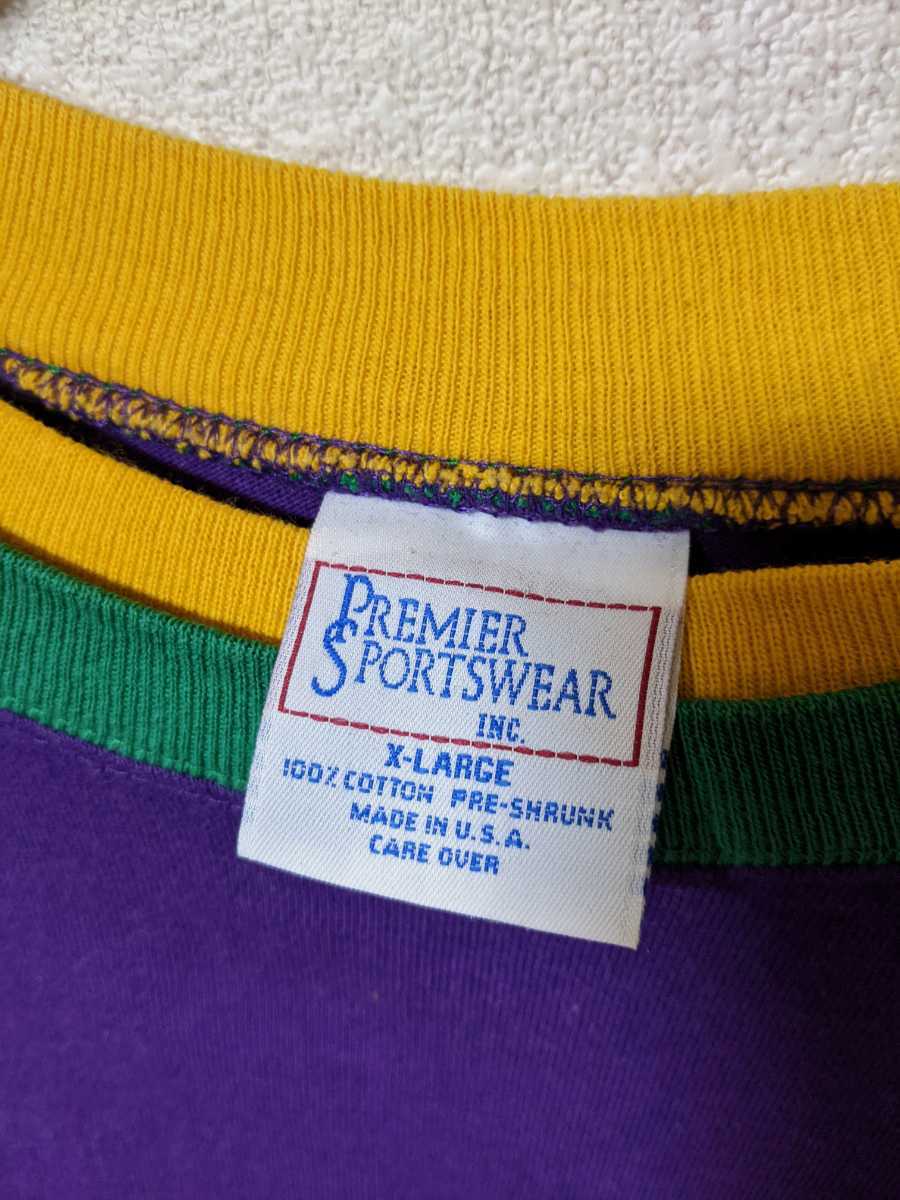 PREMIER
SPORTSWEAR
INC.
X-LARGE
100% COTTON PRE-SHRUNK
MADE IN U.S.A.
CARE OVER